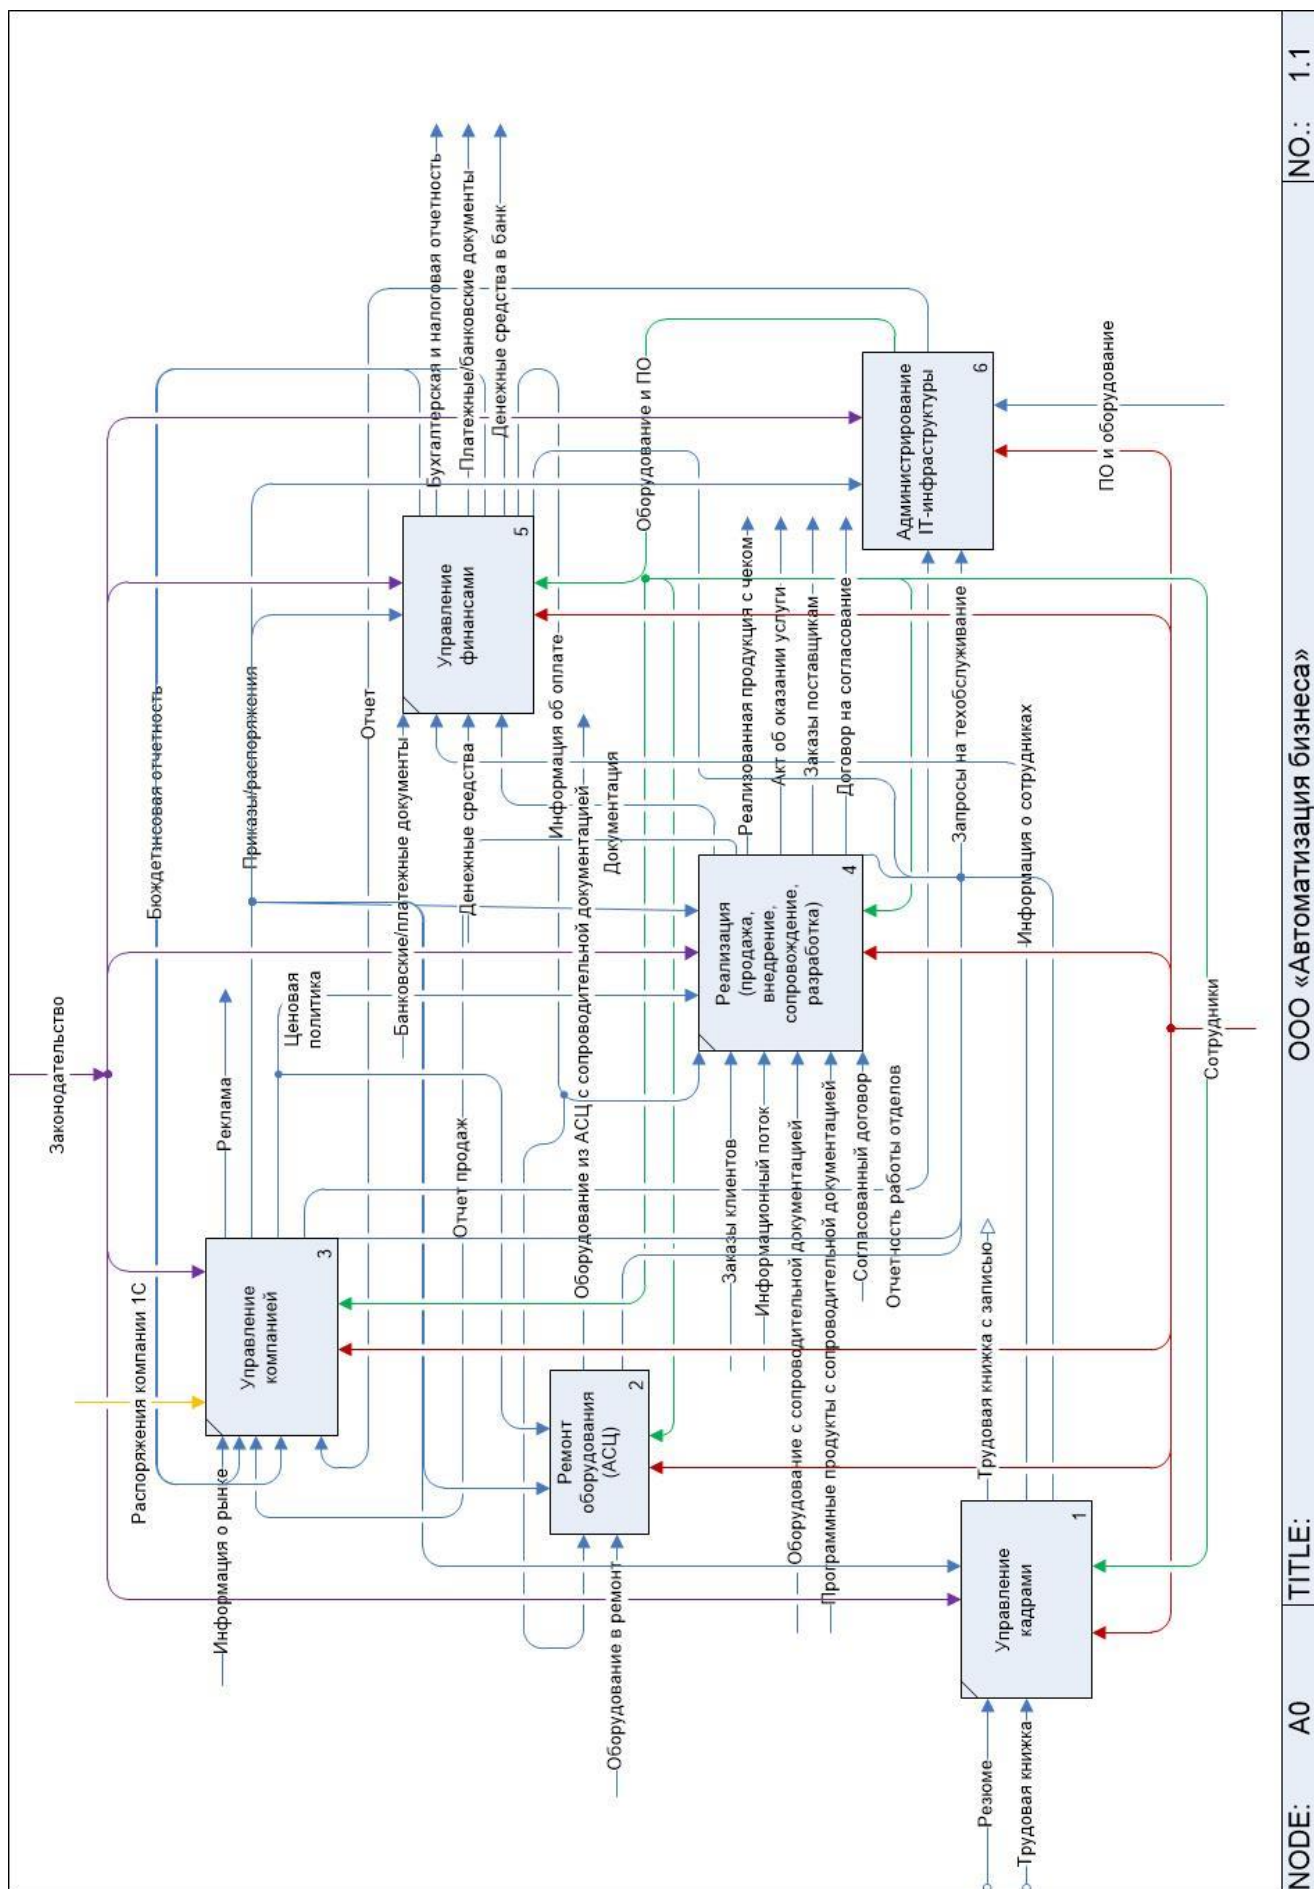 Законодательство
Распоряжения компании 1С
Бюждетнсовая отчетность
Приказы/распоряжения
Реклама
Ценовая
политика
Отчет
Информация о рынке
Управление
компанией
3
Отчет продаж
Банковские/платежные документы
Денежные средства
Управление
финансами
5
Бухгалтерская и налоговая отчетность
Платежные/банковские документы
Денежные средства в банк
Информация об оплате
Оборудование из АСЦ с сопроводительной документацией
Документация
Оборудование и ПО
Ремонт
оборудования
(АСЦ)
2
Оборудование в ремонт
Заказы клиентов
Информационный поток
Оборудование с сопроводительной документацией
Программные продукты с сопроводительной документацией
Согласованный договор
Отчетность работы отделов
Реализация
(продажа,
внедрение,
сопровождение,
разработка)
4
Реализованная продукция с чеком
Акт об оказании услуги
Заказы поставщикам
Договор на согласование
Администрирование
IT-инфраструктуры
6
Запросы на техобслуживание
Информация о сотрудниках
ПО и оборудование
Резюме
Трудовая книжка
Управление
кадрами
1
Трудовая книжка с записью
Сотрудники
NODE: A0 TITLE: ООО «Автоматизация бизнеса» NO.: 1.1